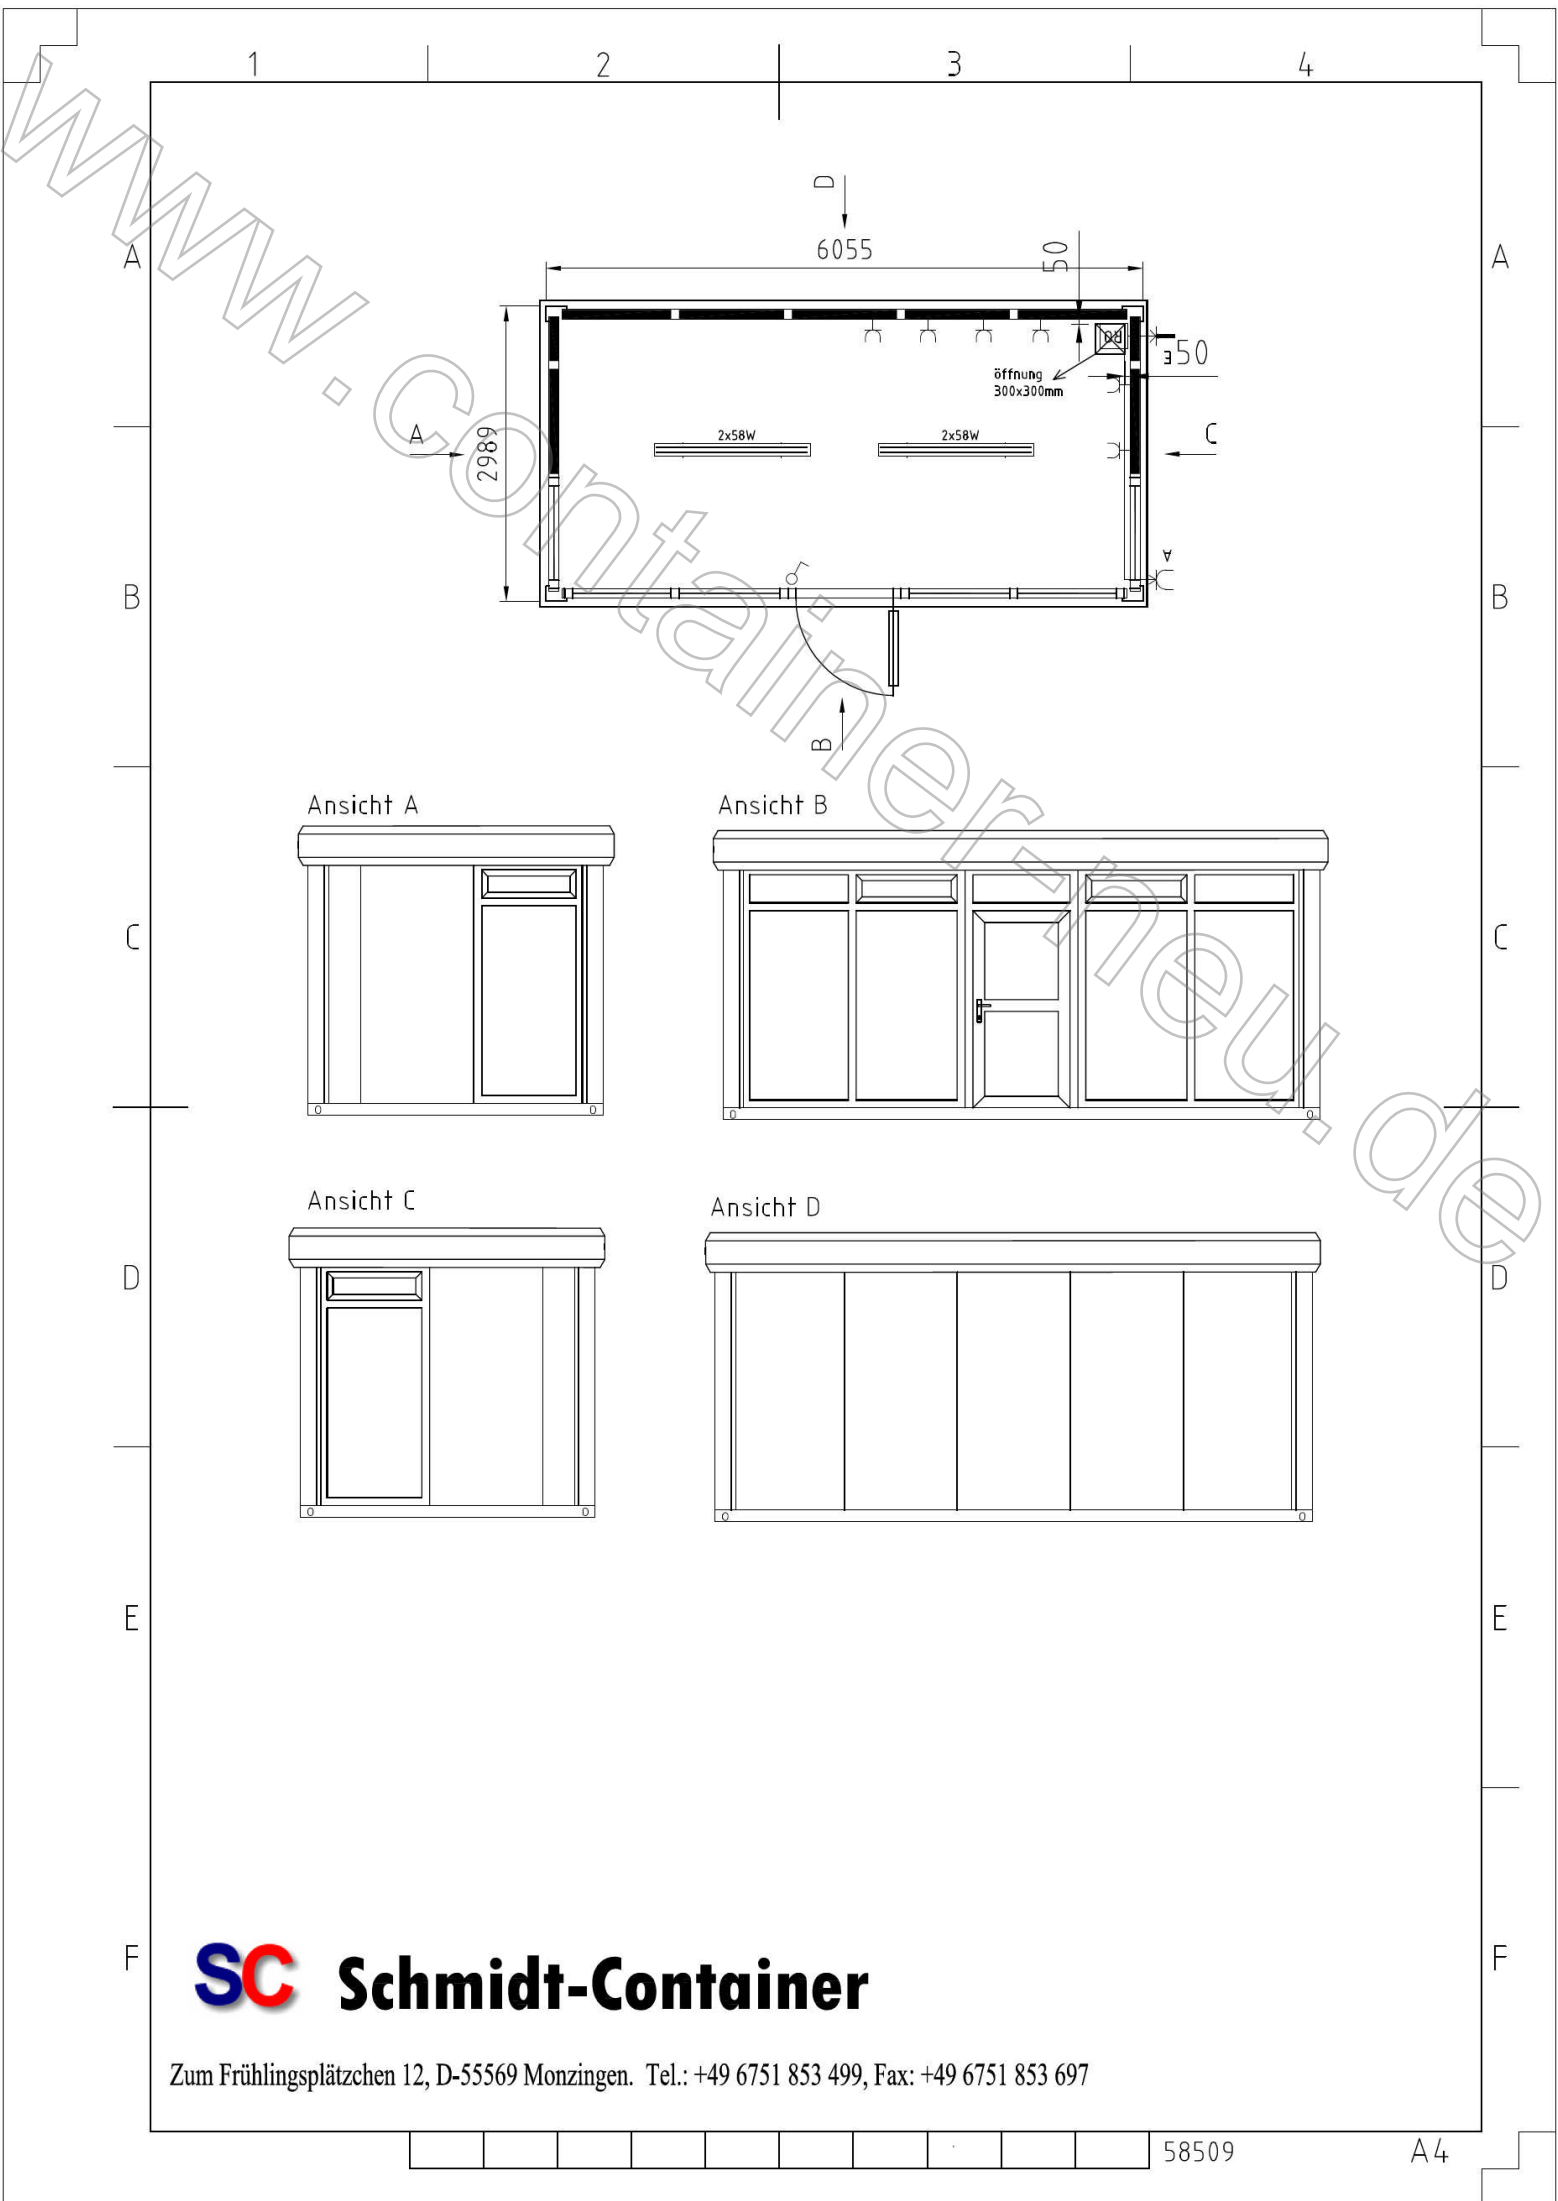 1 2 3 4
www.container-neu.de
D
6055
50
A A
RO
E 50
öffnung
300x300mm
A
2989
2x58W 2x58W
C
A
B B
B
Ansicht A Ansicht B
C C
Ansicht C Ansicht D
D D
E E
F F
SC Schmidt-Container
Zum Frühlingsplätzchen 12, D-55569 Monzingen. Tel.: +49 6751 853 499, Fax: +49 6751 853 697
58509 A4